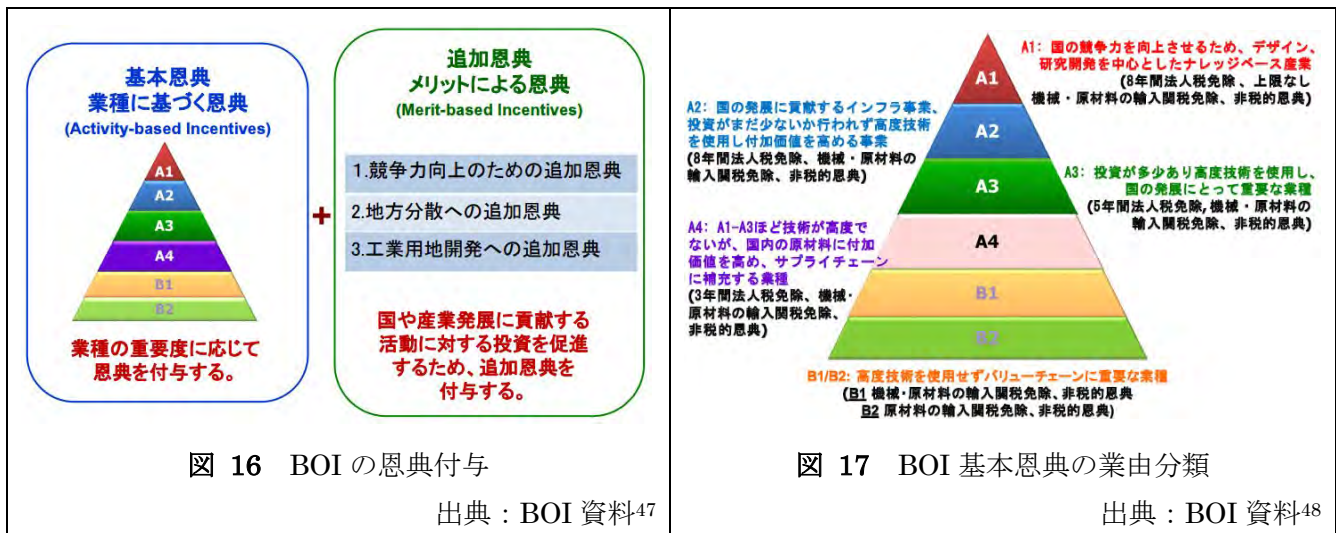 基本恩典
業種に基づく恩典
(Activity-based Incentives)
A1
A2
A3
A4
B1
B2
業種の重要度に応じて
恩典を付与する。
+
追加恩典
メリットによる恩典
(Merit-based Incentives)
1.競争力向上のための追加恩典
2.地方分散への追加恩典
3.工業用地開発への追加恩典
国や産業発展に貢献する
活動に対する投資を促進
するため、追加恩典を
付与する。
図 16 BOI の恩典付与
出典：BOI 資料47
A1: 国の競争力を向上させるため、デザイン、
研究開発を中心としたナレッジベース産業
(8年間法人税免除、上限なし
機械・原材料の輸入関税免除、非税的恩典)
A2: 国の発展に貢献するインフラ事業、
投資がまだ少ないか行われず高度技術
を使用し付加価値を高める事業
(8年間法人税免除、機械・原材料の
輸入関税免除、非税的恩典)
A3: 投資が多少あり高度技術を使用し、
国の発展にとって重要な業種
(5年間法人税免除,機械・原材料の
輸入関税免除、非税的恩典)
A4: A1-A3ほど技術が高度で
ないが、国内の原材料に付加
価値を高め、サプライチェーン
に補充する業種
(3年間法人税免除、機械・
原材料の輸入関税免除、
非税的恩典)
A1
A2
A3
A4
B1
B2
B1/B2: 高度技術を使用せずバリューチェーンに重要な業種
(B1 機械・原材料の輸入関税免除、非税的恩典
B2 原材料の輸入関税免除、非税的恩典)
図 17 BOI 基本恩典の業由分類
出典：BOI 資料48